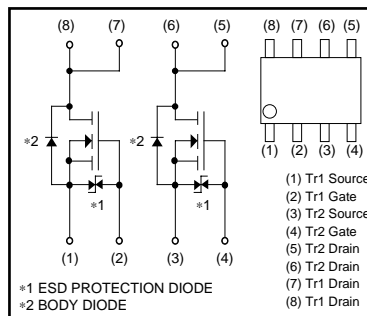 (8) (7) (6) (5)
(8) (7) (6) (5)
∗2 ∗2
∗1 ∗1
(1) (2) (3) (4)
(1) (2) (3) (4)
(1) Tr1 Source
(2) Tr1 Gate
(3) Tr2 Source
(4) Tr2 Gate
(5) Tr2 Drain
(6) Tr2 Drain
(7) Tr1 Drain
(8) Tr1 Drain
∗1 ESD PROTECTION DIODE
∗2 BODY DIODE